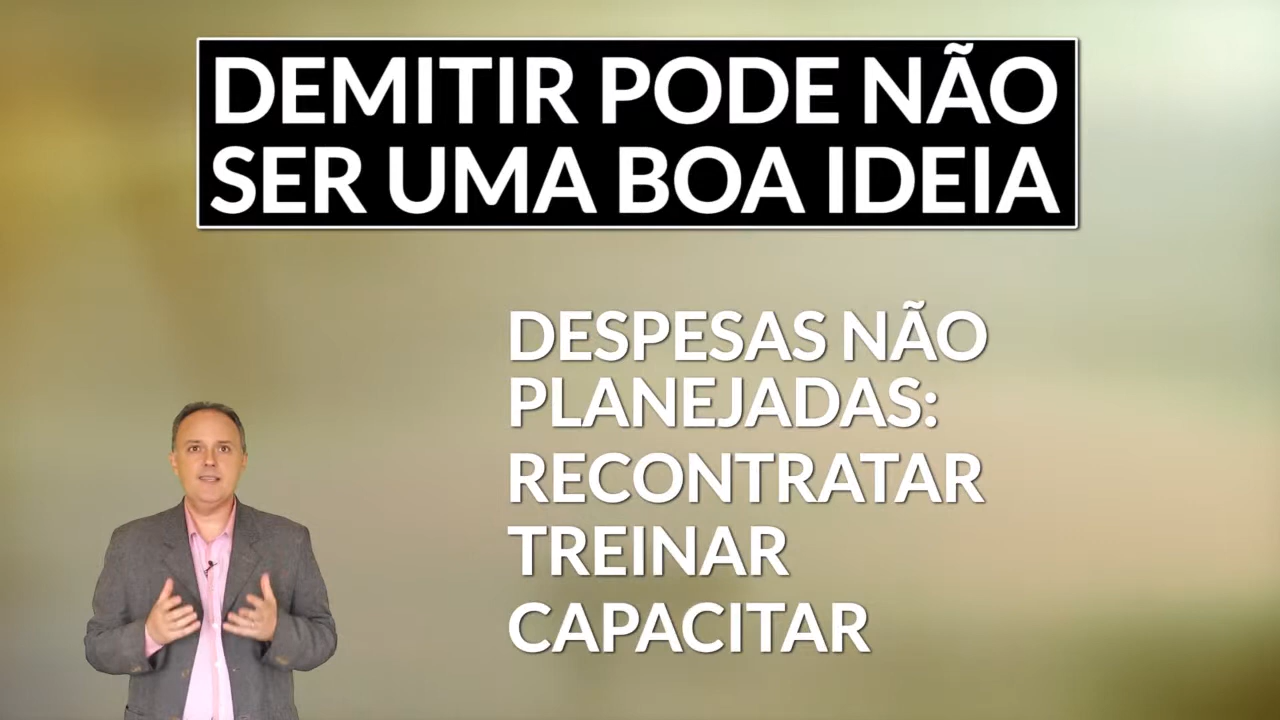 DEMITIR PODE NÃO
SER UMA BOA IDEIA
DESPESAS NÃO
PLANEJADAS:
RECONTRATAR
TREINAR
CAPACITAR